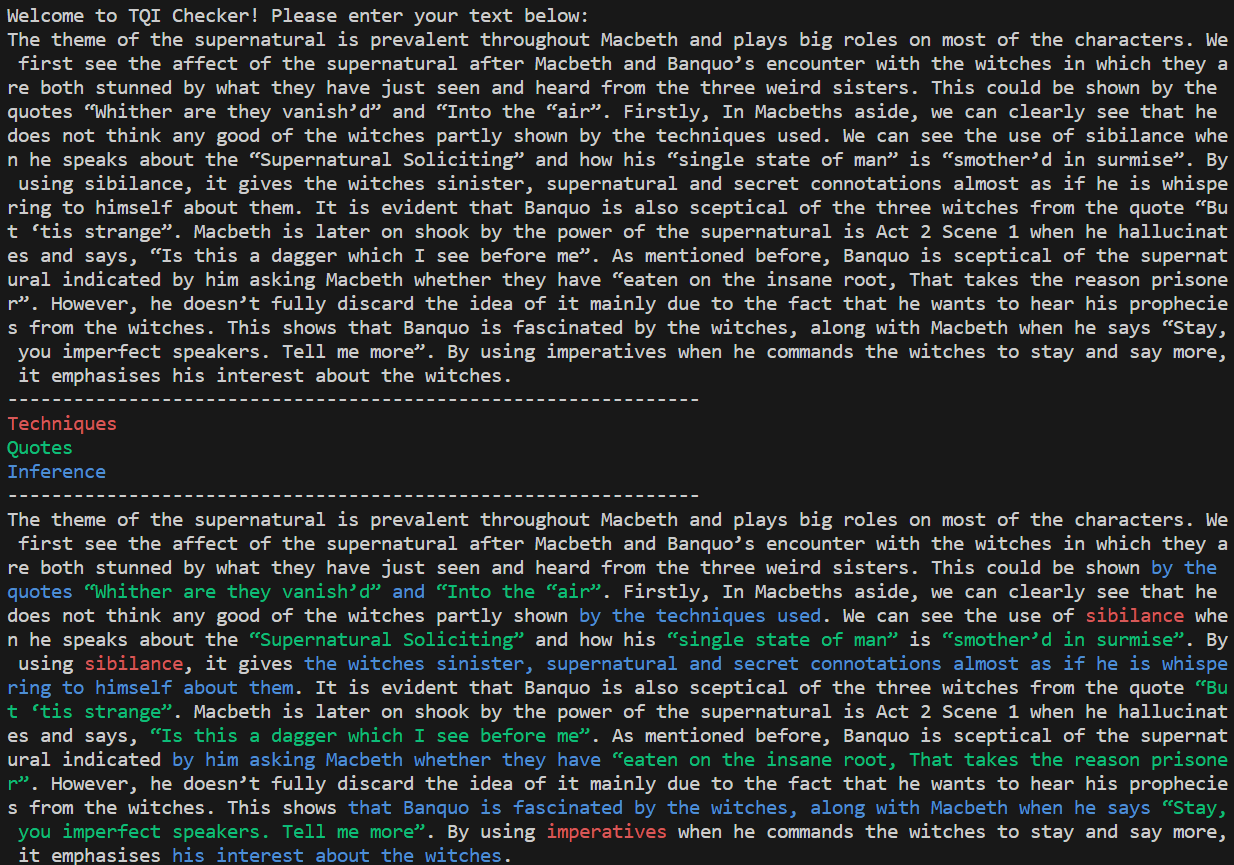 Welcome to TQI Checker! Please enter your text below:
The theme of the supernatural is prevalent throughout Macbeth and plays big roles on most of the characters. We
 first see the affect of the supernatural after Macbeth and Banquo’s encounter with the witches in which they a
re both stunned by what they have just seen and heard from the three weird sisters. This could be shown by the
quotes “Whither are they vanish’d” and “Into the “air”. Firstly, In Macbeths aside, we can clearly see that he
does not think any good of the witches partly shown by the techniques used. We can see the use of sibilance whe
n he speaks about the “Supernatural Soliciting” and how his “single state of man” is “smother’d in surmise”. By
 using sibilance, it gives the witches sinister, supernatural and secret connotations almost as if he is whispe
ring to himself about them. It is evident that Banquo is also sceptical of the three witches from the quote “Bu
t ‘tis strange”. Macbeth is later on shook by the power of the supernatural is Act 2 Scene 1 when he hallucinat
es and says, “Is this a dagger which I see before me”. As mentioned before, Banquo is sceptical of the supernat
ural indicated by him asking Macbeth whether they have “eaten on the insane root, That takes the reason prisone
r”. However, he doesn’t fully discard the idea of it mainly due to the fact that he wants to hear his prophecie
s from the witches. This shows that Banquo is fascinated by the witches, along with Macbeth when he says “Stay,
 you imperfect speakers. Tell me more”. By using imperatives when he commands the witches to stay and say more,
 it emphasises his interest about the witches.
---------------------------------------------------------------
Techniques
Quotes
Inference
---------------------------------------------------------------
The theme of the supernatural is prevalent throughout Macbeth and plays big roles on most of the characters. We
 first see the affect of the supernatural after Macbeth and Banquo’s encounter with the witches in which they a
re both stunned by what they have just seen and heard from the three weird sisters. This could be shown by the
quotes “Whither are they vanish’d” and “Into the “air”. Firstly, In Macbeths aside, we can clearly see that he
does not think any good of the witches partly shown by the techniques used. We can see the use of sibilance whe
n he speaks about the “Supernatural Soliciting” and how his “single state of man” is “smother’d in surmise”. By
 using sibilance, it gives the witches sinister, supernatural and secret connotations almost as if he is whispe
ring to himself about them. It is evident that Banquo is also sceptical of the three witches from the quote “Bu
t ‘tis strange”. Macbeth is later on shook by the power of the supernatural is Act 2 Scene 1 when he hallucinat
es and says, “Is this a dagger which I see before me”. As mentioned before, Banquo is sceptical of the supernat
ural indicated by him asking Macbeth whether they have “eaten on the insane root, That takes the reason prisone
r”. However, he doesn’t fully discard the idea of it mainly due to the fact that he wants to hear his prophecie
s from the witches. This shows that Banquo is fascinated by the witches, along with Macbeth when he says “Stay,
 you imperfect speakers. Tell me more”. By using imperatives when he commands the witches to stay and say more,
 it emphasises his interest about the witches.